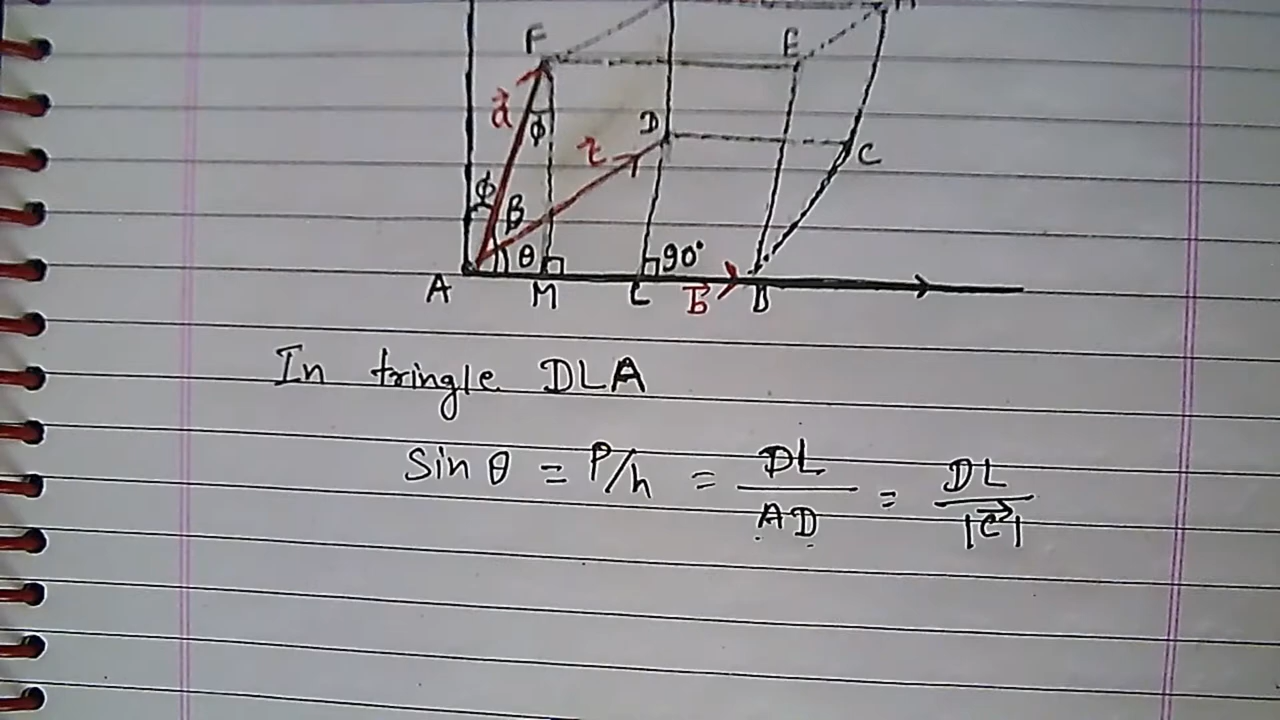 H
F E
a⃗ φ D
c C
φ
B
θ 90°
A M L b⃗ B
In tringle DLA
Sin θ = P/h = DL/AD = DL/|c⃗|